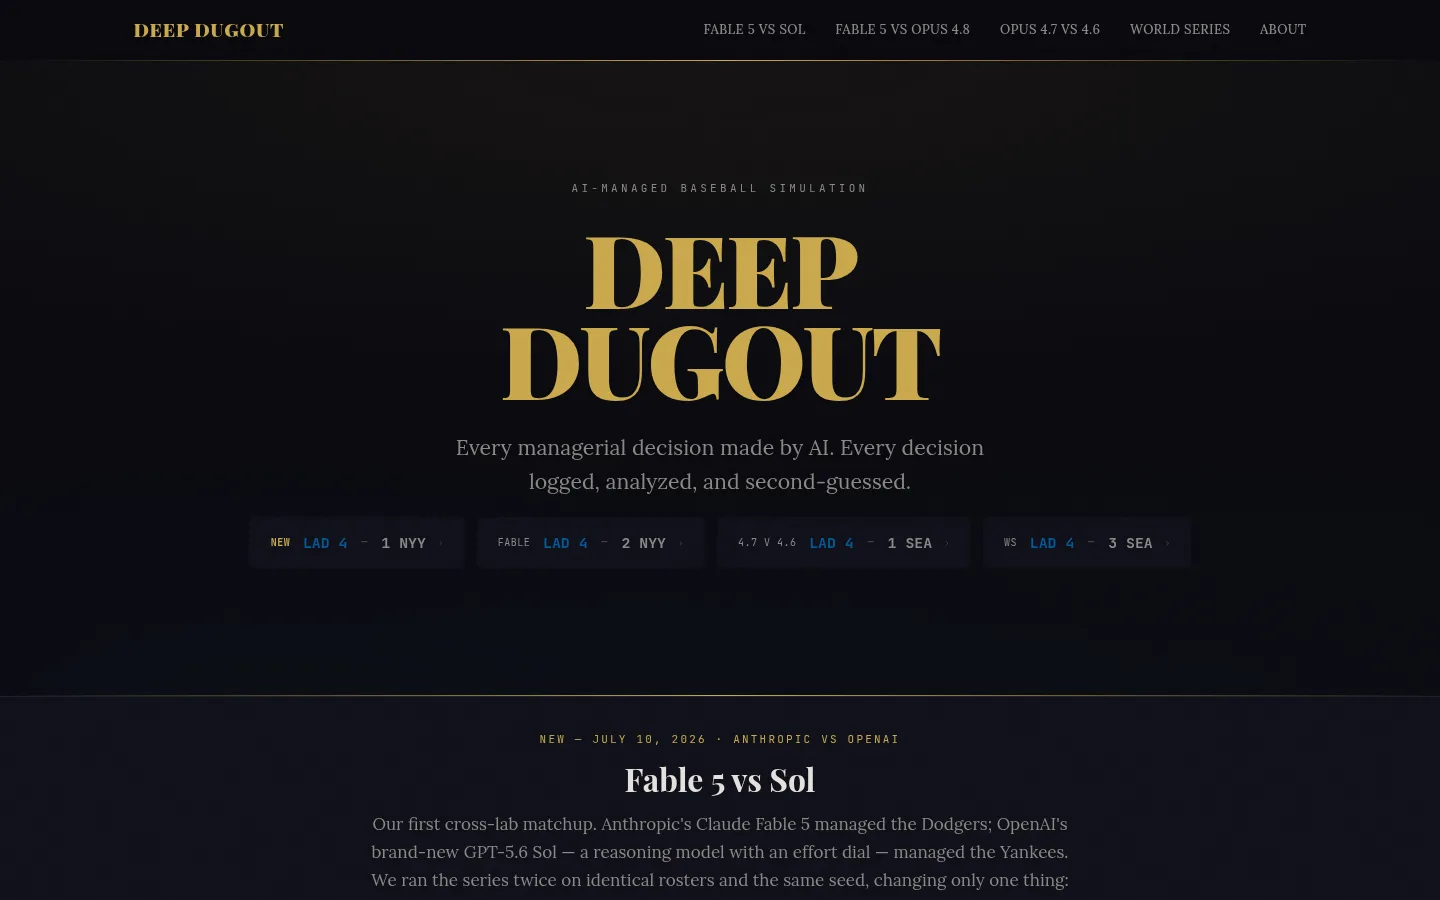 DEEP DUGOUT
FABLE 5 VS SOL
FABLE 5 VS OPUS 4.8
OPUS 4.7 VS 4.6
WORLD SERIES
ABOUT
AI-MANAGED BASEBALL SIMULATION
DEEP
DUGOUT
Every managerial decision made by AI. Every decision
logged, analyzed, and second-guessed.
NEW LAD 4 – 1 NYY ›
FABLE LAD 4 – 2 NYY ›
4.7 V 4.6 LAD 4 – 1 SEA ›
WS LAD 4 – 3 SEA ›
NEW — JULY 10, 2026 · ANTHROPIC VS OPENAI
Fable 5 vs Sol
Our first cross-lab matchup. Anthropic's Claude Fable 5 managed the Dodgers; OpenAI's
brand-new GPT-5.6 Sol — a reasoning model with an effort dial — managed the Yankees.
We ran the series twice on identical rosters and the same seed, changing only one thing: